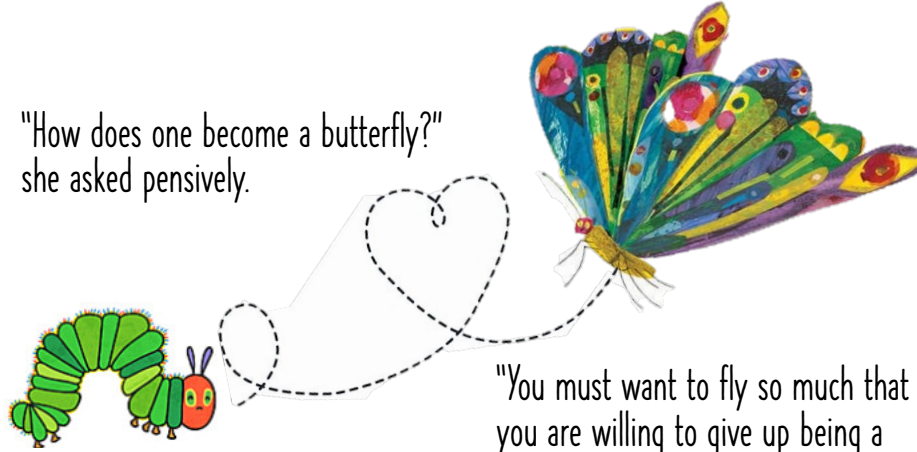 "How does one become a butterfly?"
she asked pensively.
"You must want to fly so much that
you are willing to give up being a